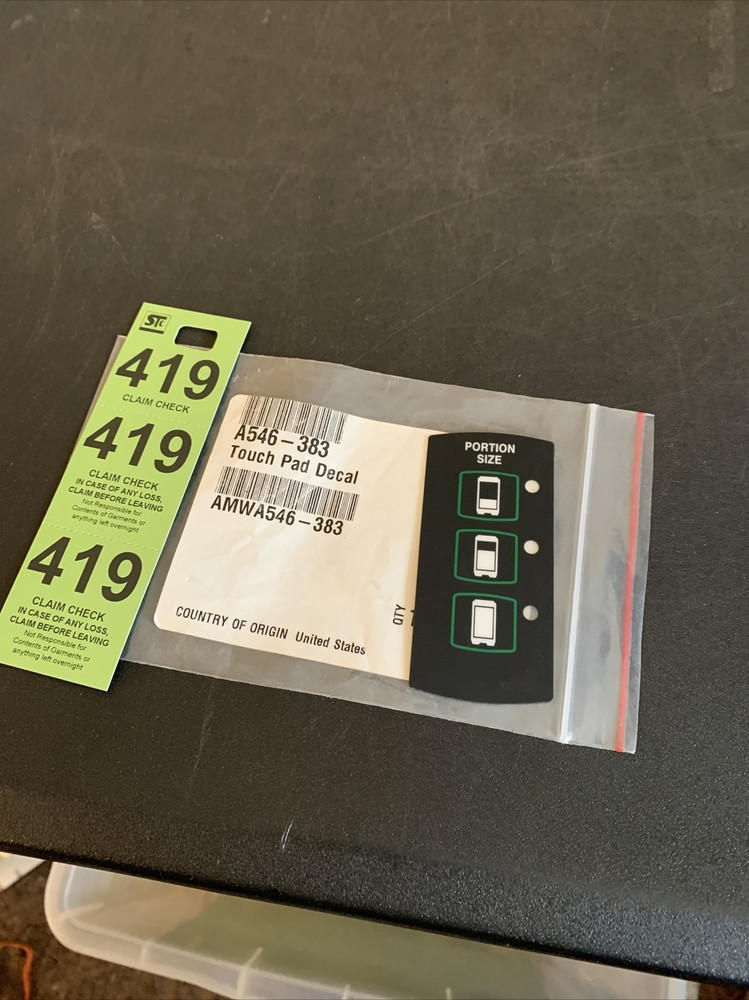 STC
419
CLAIM CHECK
419
CLAIM CHECK
IN CASE OF ANY LOSS,
CLAIM BEFORE LEAVING
Not Responsible for
Contents of Garments or
anything left overnight
419
CLAIM CHECK
IN CASE OF ANY LOSS,
CLAIM BEFORE LEAVING
Not Responsible for
Contents of Garments or
anything left overnight
A546-383
Touch Pad Decal
AMWA546-383
COUNTRY OF ORIGIN United States
QTY 1
PORTION
SIZE